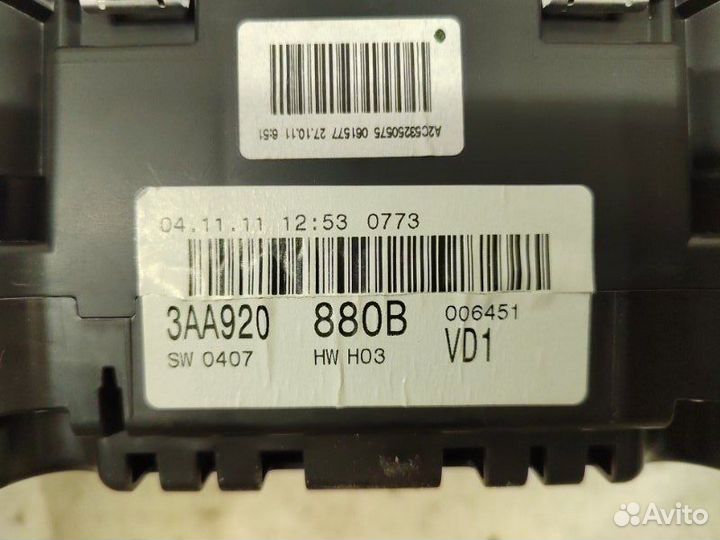 A2C53250575 061577 27.10.11 6:51
04.11.11 12:53 0773
3AA920 880B 006451
SW 0407 HW H03 VD1
Avito